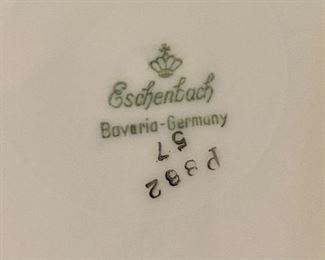 Eschenbach
Bavaria-Germany
57
P382